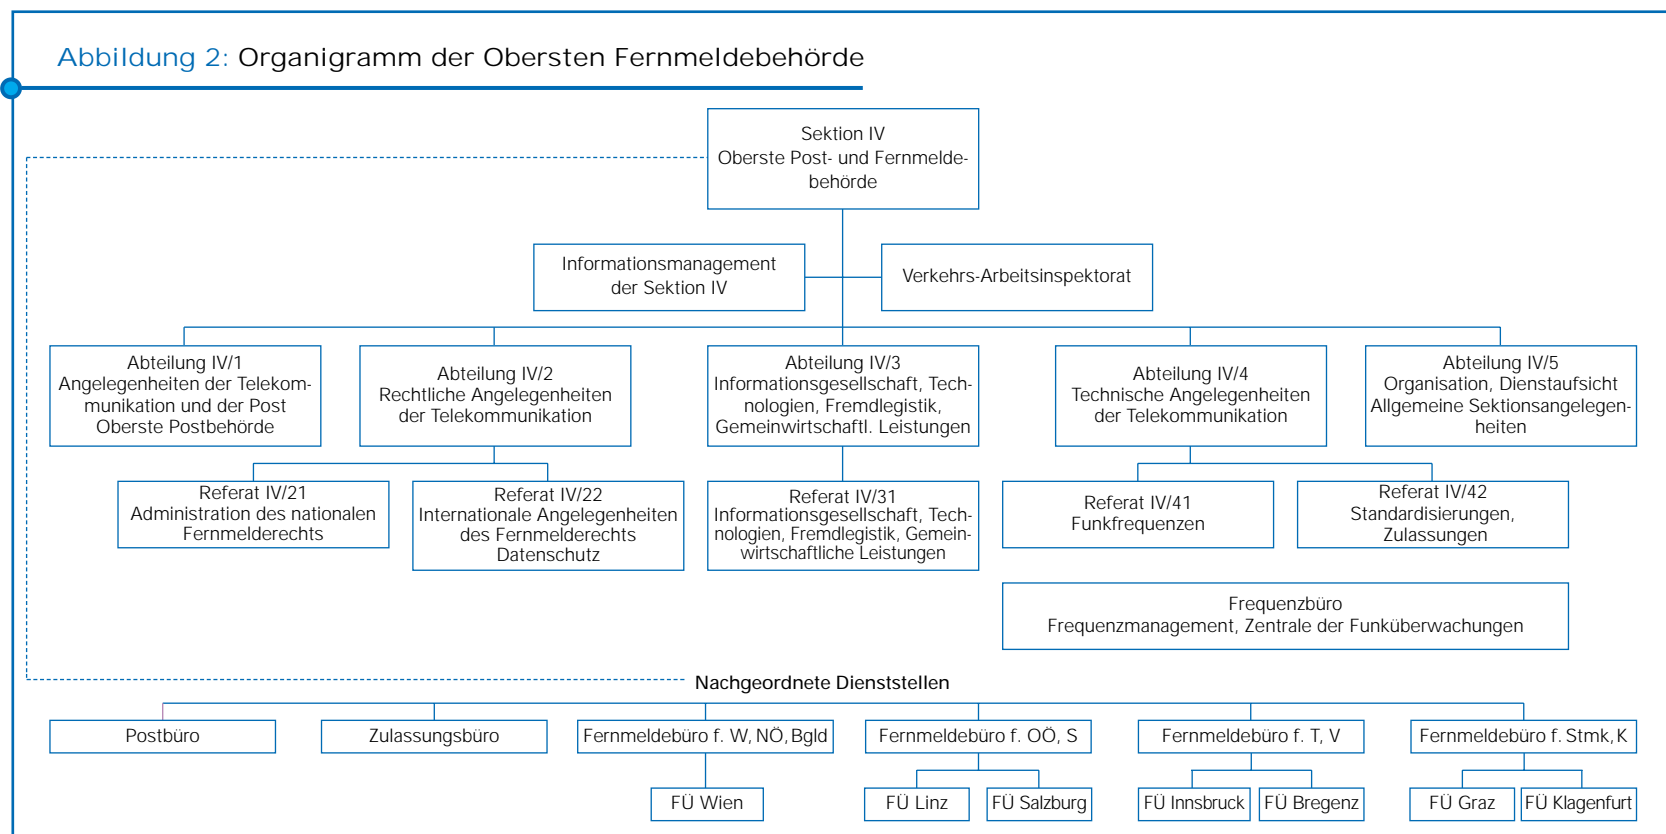 Abbildung 2: Organigramm der Obersten Fernmeldebehörde
Sektion IV
Oberste Post- und Fernmelde-
behörde
Informationsmanagement
der Sektion IV
Verkehrs-Arbeitsinspektorat
Abteilung IV/1
Angelegenheiten der Telekom-
munikation und der Post
Oberste Postbehörde
Abteilung IV/2
Rechtliche Angelegenheiten
der Telekommunikation
Abteilung IV/3
Informationsgesellschaft, Tech-
nologien, Fremdlegistik,
Gemeinwirtschaftl. Leistungen
Abteilung IV/4
Technische Angelegenheiten
der Telekommunikation
Abteilung IV/5
Organisation, Dienstaufsicht
Allgemeine Sektionsangelegen-
heiten
Referat IV/21
Administration des nationalen
Fernmelderechts
Referat IV/22
Internationale Angelegenheiten
des Fernmelderechts
Datenschutz
Referat IV/31
Informationsgesellschaft, Tech-
nologien, Fremdlegistik, Gemein-
wirtschaftliche Leistungen
Referat IV/41
Funkfrequenzen
Referat IV/42
Standardisierungen,
Zulassungen
Frequenzbüro
Frequenzmanagement, Zentrale der Funküberwachungen
Nachgeordnete Dienststellen
Postbüro
Zulassungsbüro
Fernmeldebüro f. W, NÖ, Bgld
Fernmeldebüro f. OÖ, S
Fernmeldebüro f. T, V
Fernmeldebüro f. Stmk, K
FÜ Wien
FÜ Linz
FÜ Salzburg
FÜ Innsbruck
FÜ Bregenz
FÜ Graz
FÜ Klagenfurt